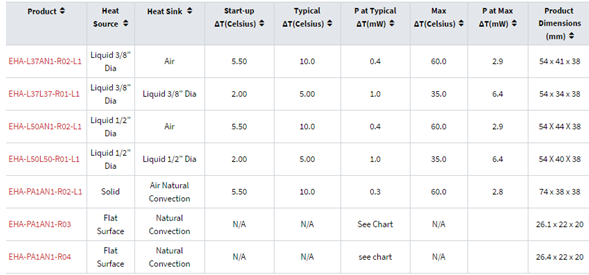 Product Heat Source Heat Sink Start-up ΔT(Celsius) Typical ΔT(Celsius) P at Typical ΔT(mW) Max ΔT(Celsius) P at Max ΔT(mW) Product Dimensions (mm)
EHA-L37AN1-R02-L1 Liquid 3/8" Dia Air 5.50 10.0 0.4 60.0 2.9 54 x 41 x 38
EHA-L37L37-R01-L1 Liquid 3/8" Dia Liquid 3/8" Dia 2.00 5.00 1.0 35.0 6.4 54 x 34 x 38
EHA-L50AN1-R02-L1 Liquid 1/2" Dia Air 5.50 10.0 0.4 60.0 2.9 54 X 44 X 38
EHA-L50L50-R01-L1 Liquid 1/2" Dia Liquid 1/2" Dia 2.00 5.00 1.0 35.0 6.4 54 X 40 X 38
EHA-PA1AN1-R02-L1 Solid Air Natural Convection 5.50 10.0 0.3 60.0 2.8 74 x 38 x 38
EHA-PA1AN1-R03 Flat Surface Natural Convection N/A N/A See Chart N/A 26.1 x 22 x 20
EHA-PA1AN1-R04 Flat Surface Natural Convection N/A N/A see chart N/A 26.4 x 22 x 20